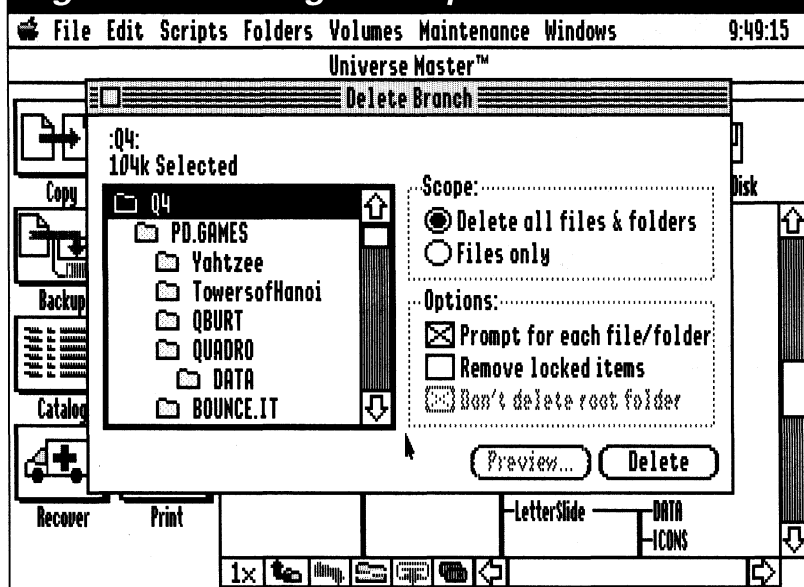 File Edit Scripts Folders Volumes Maintenance Windows 9:49:15
Universe Master™
Delete Branch
:Q4:
104k Selected
Q4
PD.GAMES
Yahtzee
TowersofHanoi
QBURT
QUADRO
DATA
BOUNCE.IT
Scope:
Delete all files & folders
Files only
Options:
Prompt for each file/folder
Remove locked items
Don't delete root folder
Preview...
Delete
Copy
Disk
Backup
Catalog
Recover
Print
LetterSlide
DATA
ICONS
1x